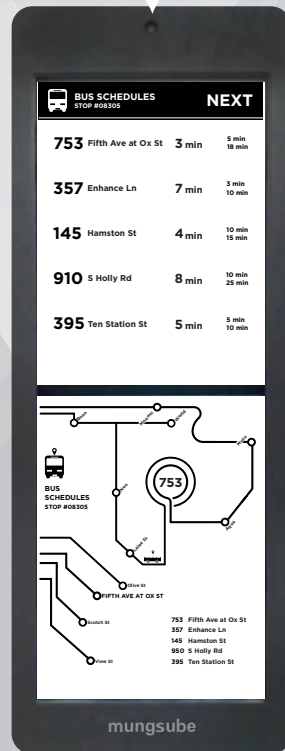 BUS SCHEDULES
STOP #08305
NEXT
753 Fifth Ave at Ox St 3 min 5 min
18 min
357 Enhance Ln 7 min 3 min
10 min
145 Hamston St 4 min 10 min
15 min
910 S Holly Rd 8 min 10 min
25 min
395 Ten Station St 5 min 5 min
10 min
World
753
BUS
SCHEDULES
STOP #08305
Lotus St
Aqua
Olive St
FIFTH AVE AT OX ST
Scotch St
View St
753 Fifth Ave at Ox St
357 Enhance Ln
145 Hamston St
950 S Holly Rd
395 Ten Station St
mungsube